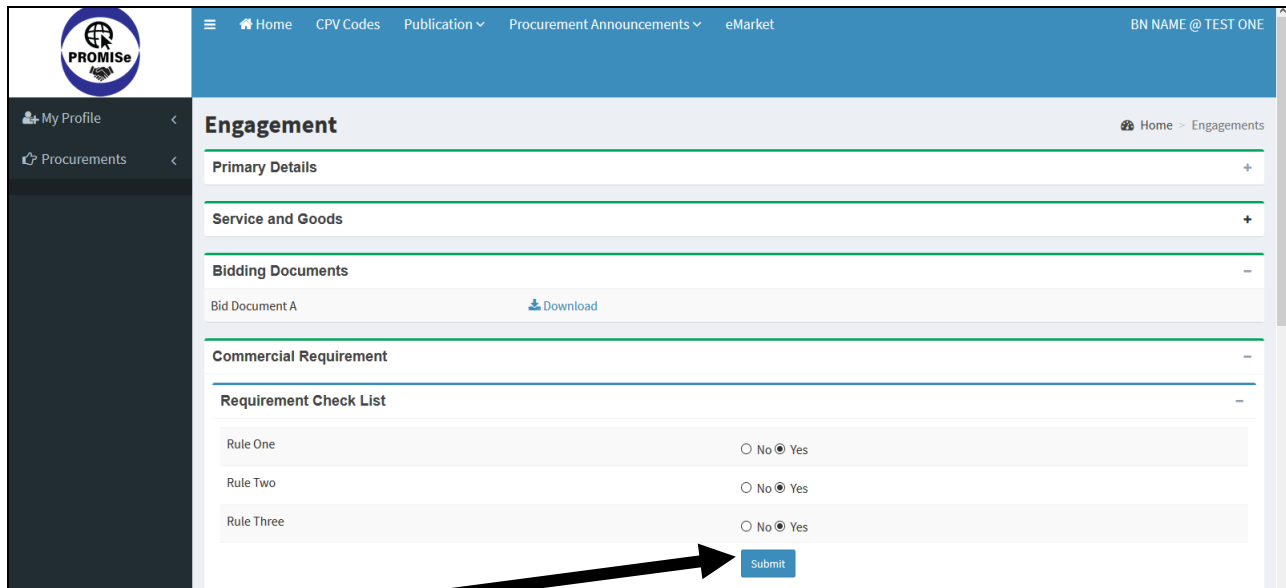 PROMISe
Home CPV Codes Publication Procurement Announcements eMarket BN NAME @ TEST ONE
My Profile
Procurements
Engagement
Home > Engagements
Primary Details
Service and Goods
Bidding Documents
Bid Document A Download
Commercial Requirement
Requirement Check List
Rule One No Yes
Rule Two No Yes
Rule Three No Yes
Submit